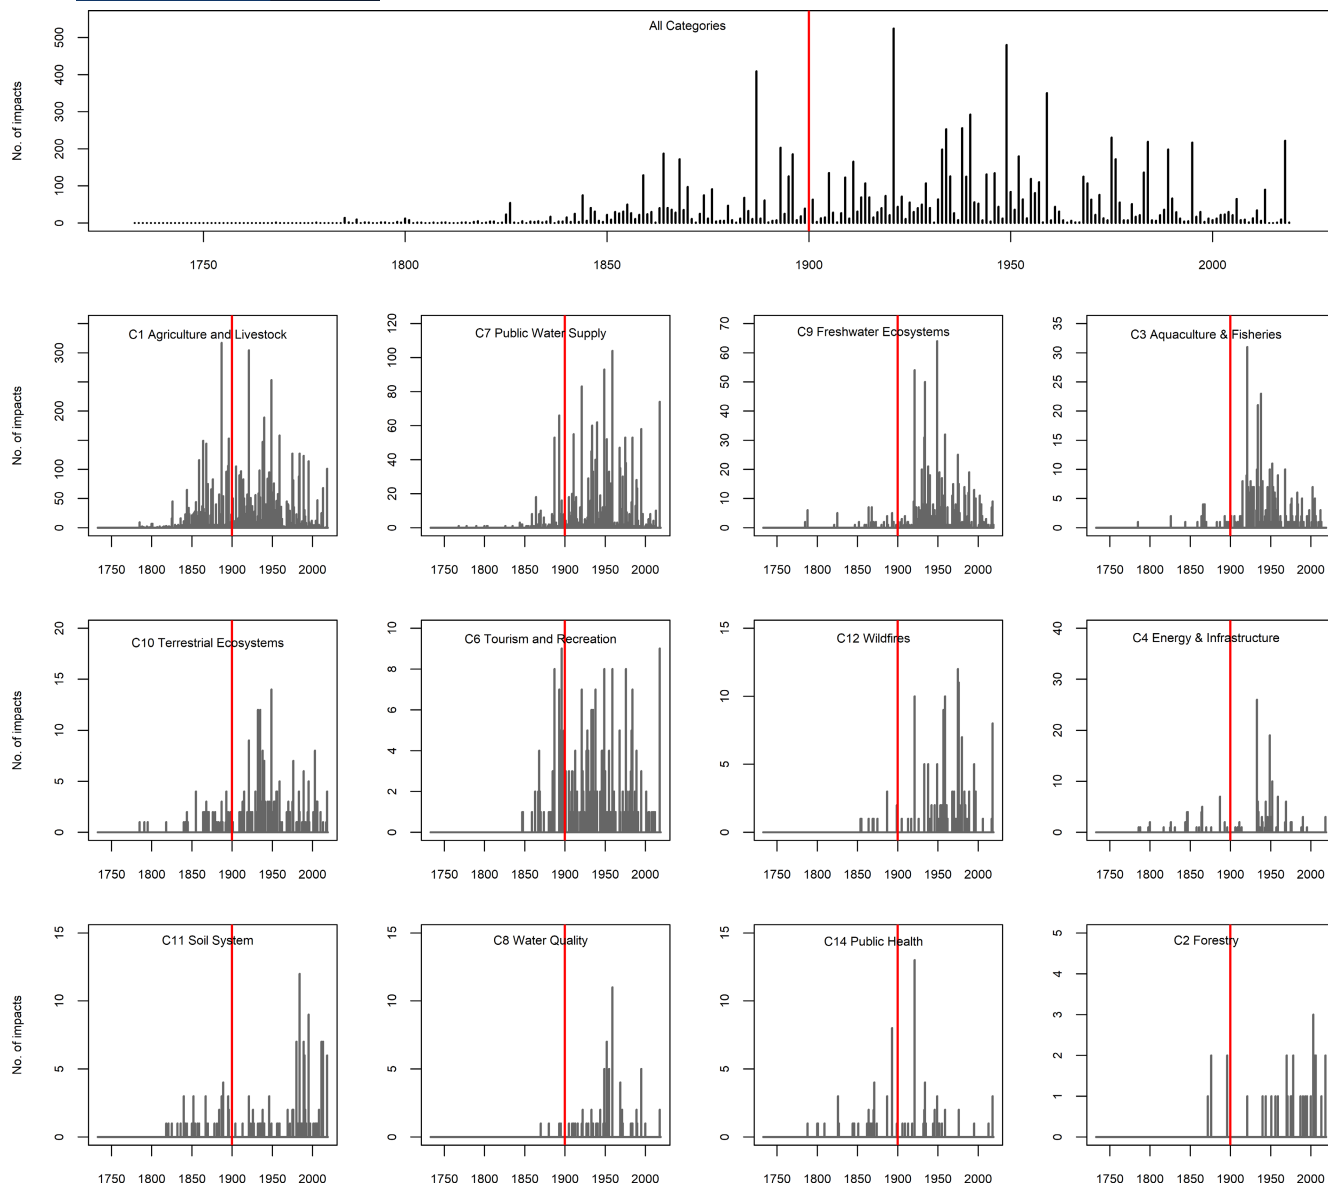 All Categories
No. of impacts
500
400
300
200
100
0
1750 1800 1850 1900 1950 2000
C1 Agriculture and Livestock
No. of impacts
300
200
100
50
0
1750 1800 1850 1900 1950 2000
C7 Public Water Supply
120
100
80
60
40
20
0
1750 1800 1850 1900 1950 2000
C9 Freshwater Ecosystems
70
60
50
40
30
20
10
0
1750 1800 1850 1900 1950 2000
C3 Aquaculture & Fisheries
35
30
25
20
15
10
5
0
1750 1800 1850 1900 1950 2000
C10 Terrestrial Ecosystems
No. of impacts
20
15
10
5
0
1750 1800 1850 1900 1950 2000
C6 Tourism and Recreation
10
8
6
4
2
0
1750 1800 1850 1900 1950 2000
C12 Wildfires
15
10
5
0
1750 1800 1850 1900 1950 2000
C4 Energy & Infrastructure
40
30
20
10
0
1750 1800 1850 1900 1950 2000
C11 Soil System
No. of impacts
15
10
5
0
1750 1800 1850 1900 1950 2000
C8 Water Quality
15
10
5
0
1750 1800 1850 1900 1950 2000
C14 Public Health
15
10
5
0
1750 1800 1850 1900 1950 2000
C2 Forestry
5
4
3
2
1
0
1750 1800 1850 1900 1950 2000